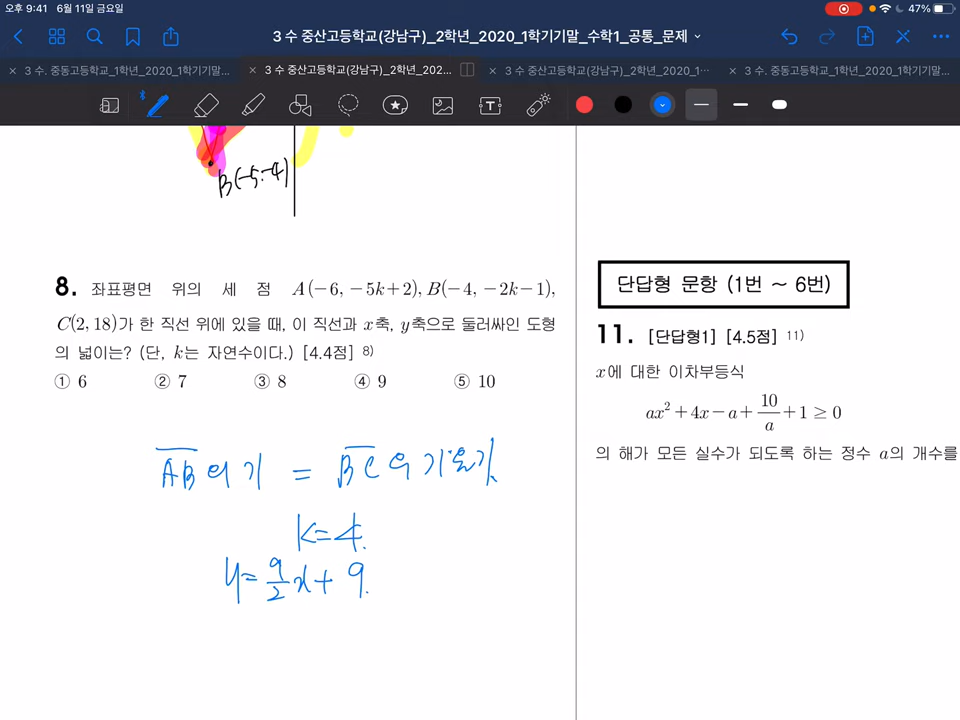 오후 9:41 6월 11일 금요일
47%
3 수 중산고등학교(강남구)_2학년_2020_1학기기말_수학1_공통_문제
3 수. 중동고등학교_1학년_2020_1학기기말...
3 수 중산고등학교(강남구)_2학년_202...
3 수 중산고등학교(강남구)_2학년_2020_1...
3 수. 중동고등학교_1학년_2020_1학기기말...
B(-5,-4)
8. 좌표평면 위의 세 점 A(-6, -5k+2), B(-4, -2k-1),
C(2, 18)가 한 직선 위에 있을 때, 이 직선과 x축, y축으로 둘러싸인 도형
의 넓이는? (단, k는 자연수이다.) [4.4점] 8)
① 6 ② 7 ③ 8 ④ 9 ⑤ 10
AB의 기 = BC의 기울기
k=4.
y=9/2x+9.
단답형 문항 (1번 ~ 6번)
11. [단답형1] [4.5점] 11)
x에 대한 이차부등식
ax²+4x-a+10/a+1≥0
의 해가 모든 실수가 되도록 하는 정수 a의 개수를